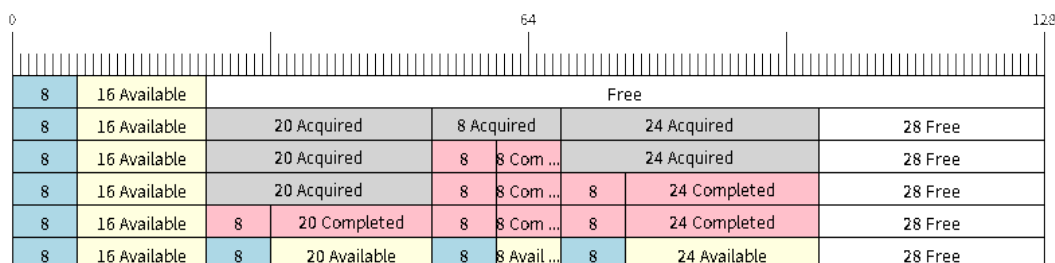 0 64 128
8 16 Available Free
8 16 Available 20 Acquired 8 Acquired 24 Acquired 28 Free
8 16 Available 20 Acquired 8 8 Com ... 24 Acquired 28 Free
8 16 Available 20 Acquired 8 8 Com ... 8 24 Completed 28 Free
8 16 Available 8 20 Completed 8 8 Com ... 8 24 Completed 28 Free
8 16 Available 8 20 Available 8 8 Avail ... 8 24 Available 28 Free